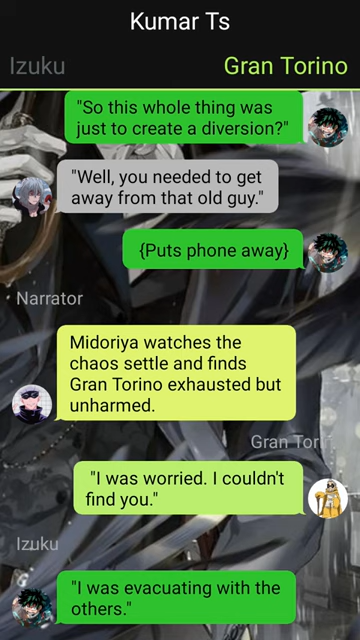 Kumar Ts
Izuku
Gran Torino
"So this whole thing was
just to create a diversion?"
"Well, you needed to get
away from that old guy."
{Puts phone away}
Narrator
Midoriya watches the
chaos settle and finds
Gran Torino exhausted but
unharmed.
Gran Torino
"I was worried. I couldn't
find you."
Izuku
"I was evacuating with the
others."